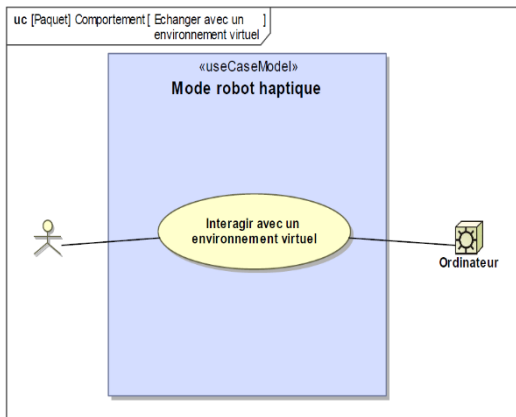 uc [Paquet] Comportement [ Echanger avec un
environnement virtuel ]
«useCaseModel»
Mode robot haptique
Interagir avec un
environnement virtuel
Ordinateur